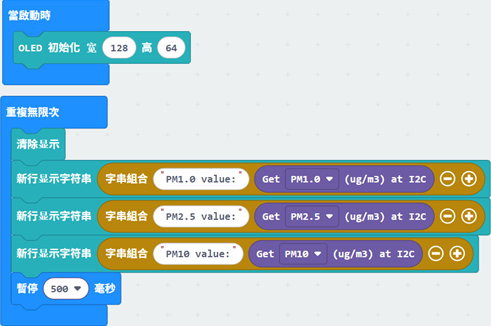 當啟動時
OLED 初始化 宽 128 高 64
重複無限次
清除显示
新行显示字符串 字串組合 "PM1.0 value:" Get PM1.0 (ug/m3) at I2C
新行显示字符串 字串組合 "PM2.5 value:" Get PM2.5 (ug/m3) at I2C
新行显示字符串 字串組合 "PM10 value:" Get PM10 (ug/m3) at I2C
暫停 500 毫秒